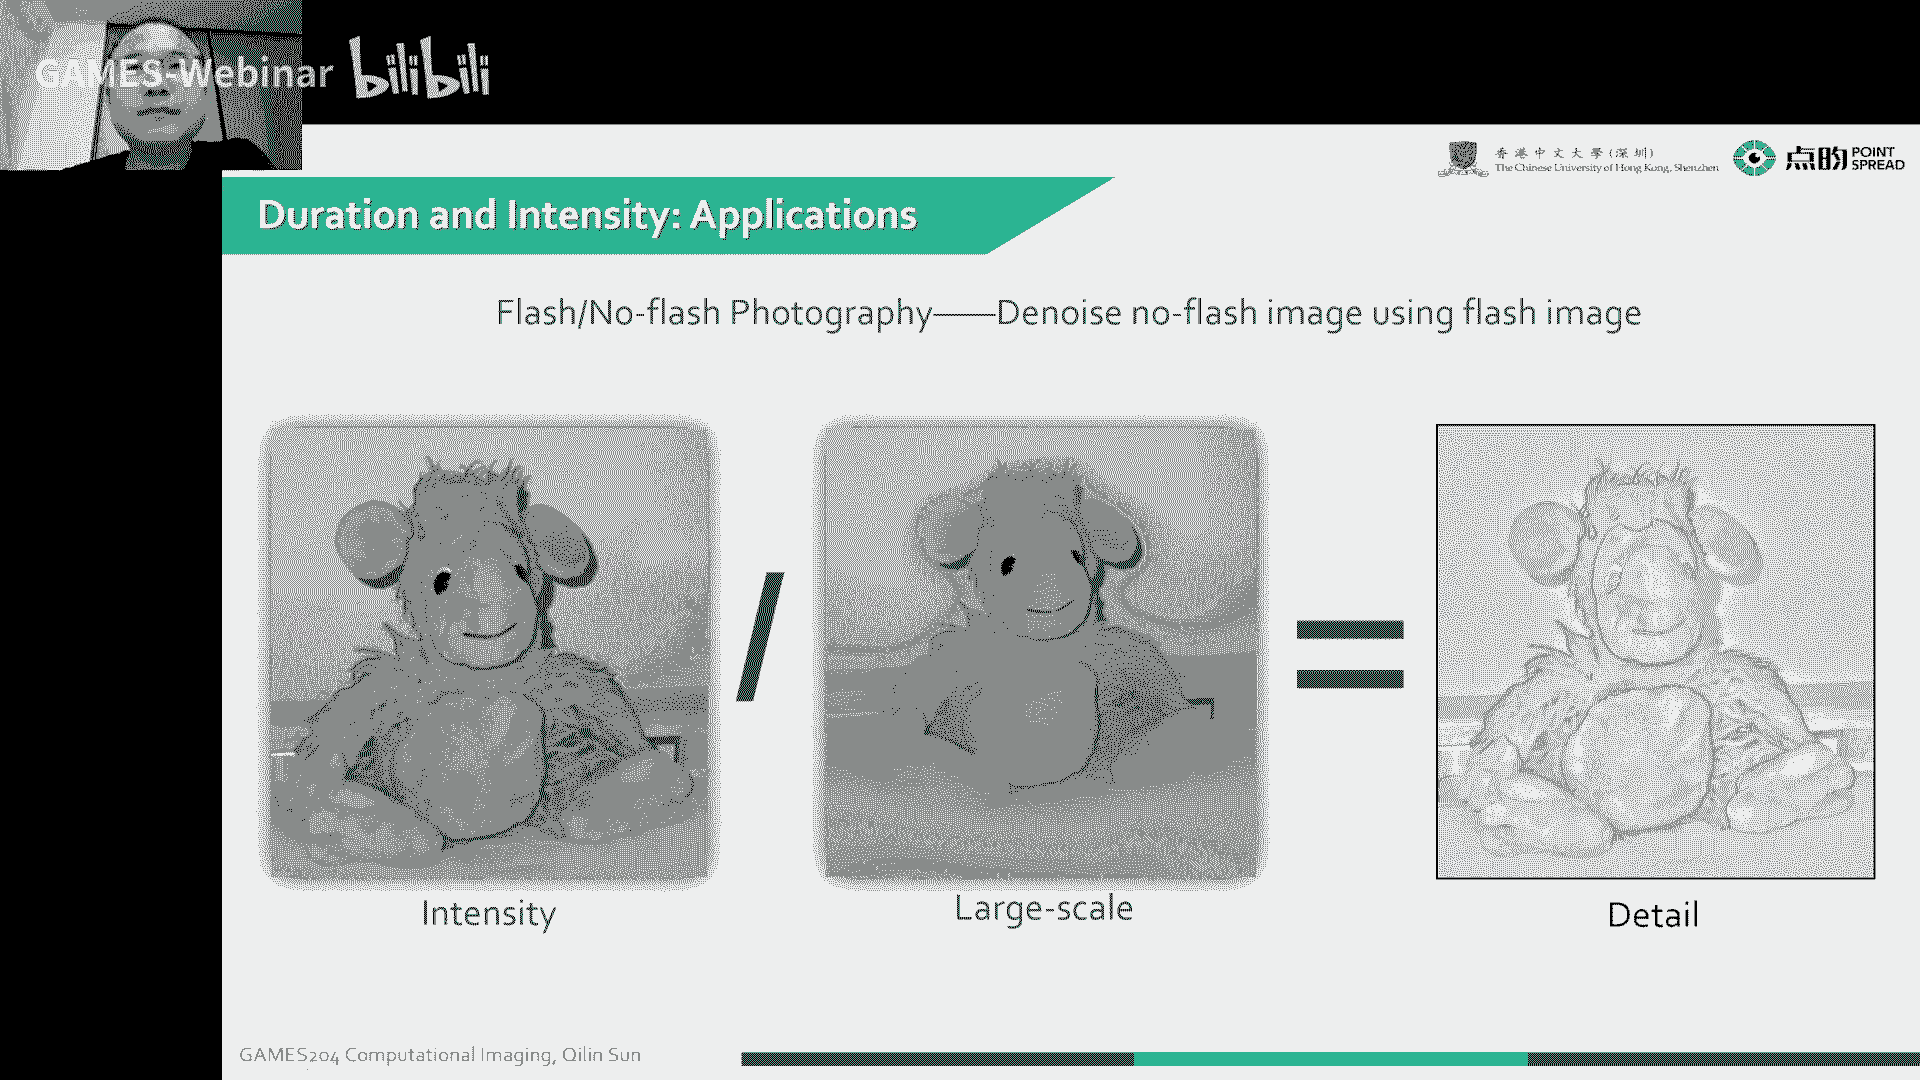 GAMES-Webinar bilibili
香港中文大學(深圳)
The Chinese University of Hong Kong, Shenzhen
点昀 POINT SPREAD
Duration and Intensity: Applications
Flash/No-flash Photography——Denoise no-flash image using flash image
/
=
Intensity
Large-scale
Detail
GAMES204 Computational Imaging, Qilin Sun